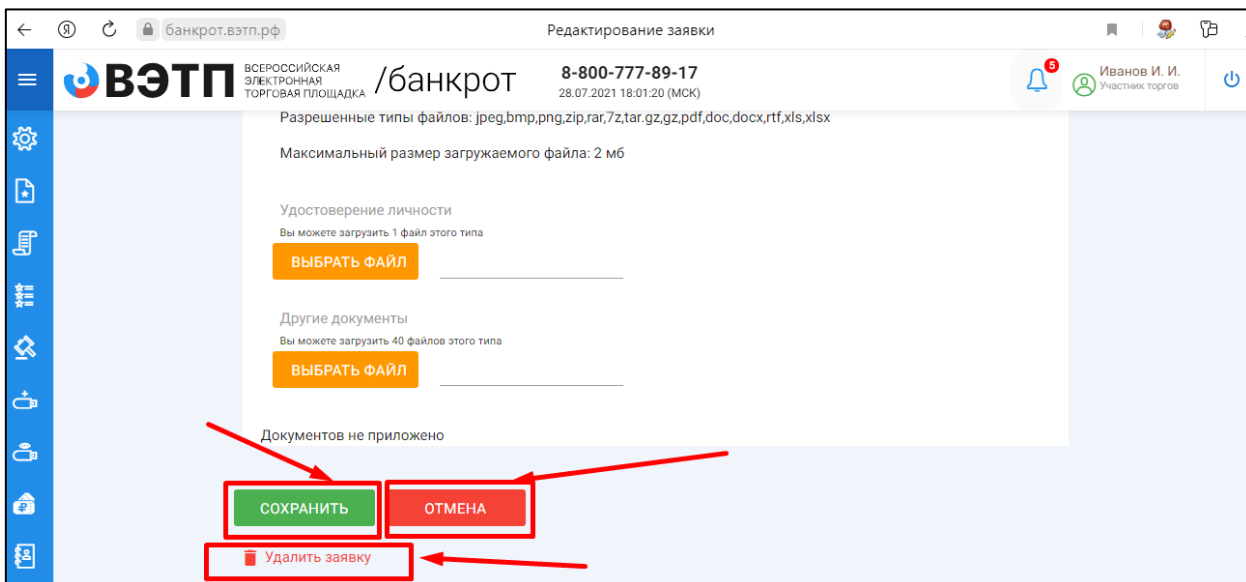 банкрот.вэтп.рф Редактирование заявки
ВЭТП ВСЕРОССИЙСКАЯ ЭЛЕКТРОННАЯ ТОРГОВАЯ ПЛОЩАДКА /банкрот
8-800-777-89-17
28.07.2021 18:01:20 (МСК)
5
Иванов И. И.
Участник торгов
Разрешенные типы файлов: jpeg,bmp,png,zip,rar,7z,tar.gz,gz,pdf,doc,docx,rtf,xls,xlsx
Максимальный размер загружаемого файла: 2 мб
Удостоверение личности
Вы можете загрузить 1 файл этого типа
ВЫБРАТЬ ФАЙЛ
Другие документы
Вы можете загрузить 40 файлов этого типа
ВЫБРАТЬ ФАЙЛ
Документов не приложено
СОХРАНИТЬ ОТМЕНА
Удалить заявку